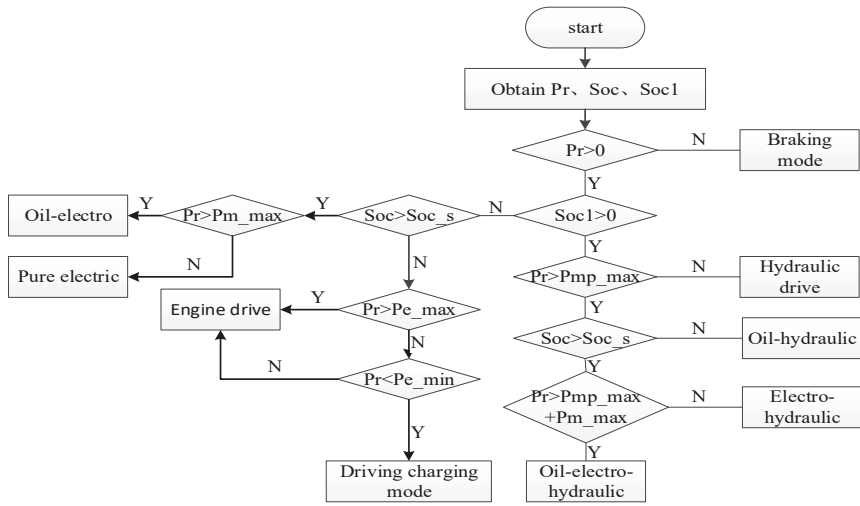 start
Obtain Pr、Soc、Soc1
Pr>0
N
Braking
mode
Y
Oil-electro
Y
Pr>Pm_max
Y
Soc>Soc_s
N
Soc1>0
N
Pure electric
N
Y
Pr>Pmp_max
N
Hydraulic
drive
Engine drive
Y
Pr>Pe_max
Y
Soc>Soc_s
N
Oil-hydraulic
N
N
Pr<Pe_min
Y
Pr>Pmp_max
+Pm_max
N
Electro-
hydraulic
Y
Y
Driving charging
mode
Oil-electro-
hydraulic